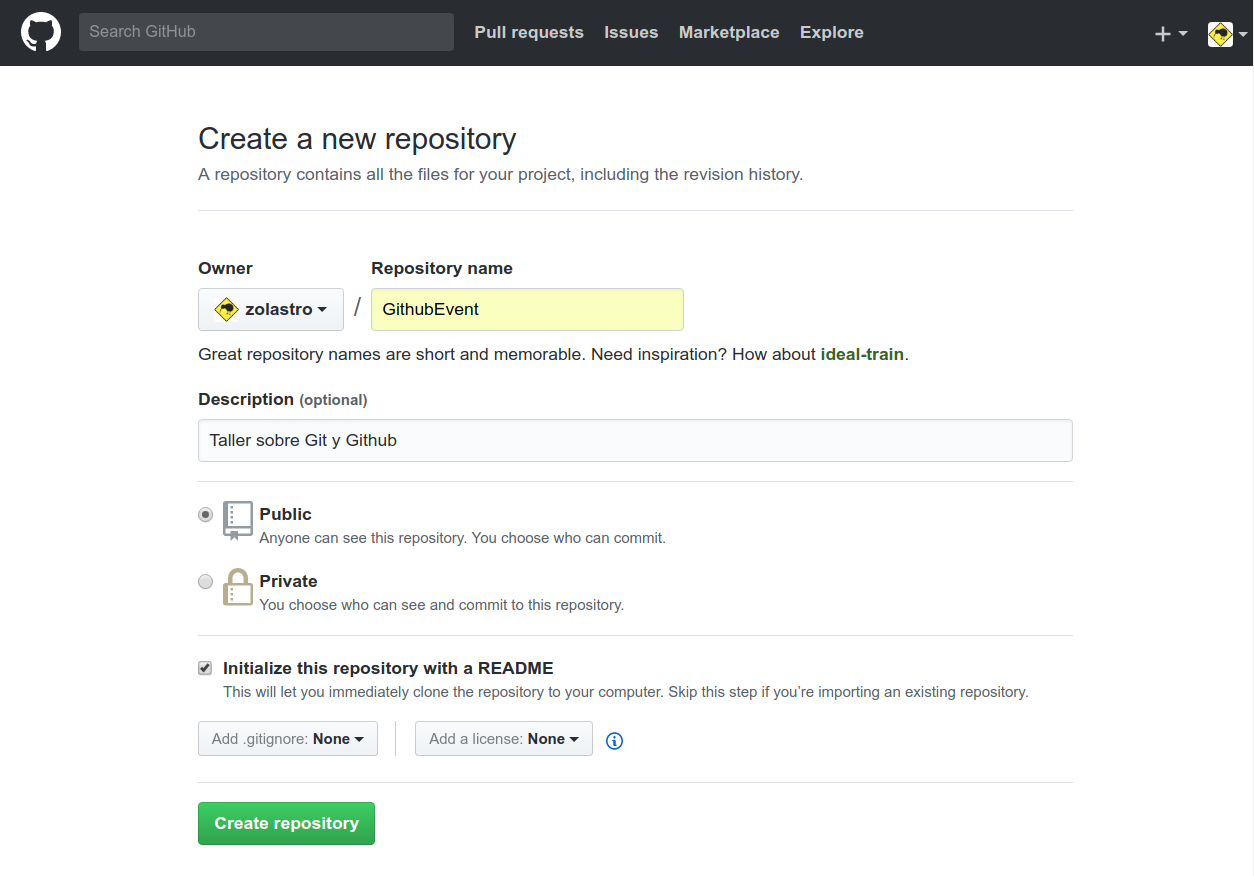 Search GitHub Pull requests Issues Marketplace Explore
Create a new repository
A repository contains all the files for your project, including the revision history.
Owner Repository name
zolastro / GithubEvent
Great repository names are short and memorable. Need inspiration? How about ideal-train.
Description (optional)
Taller sobre Git y Github
Public
Anyone can see this repository. You choose who can commit.
Private
You choose who can see and commit to this repository.
Initialize this repository with a README
This will let you immediately clone the repository to your computer. Skip this step if you’re importing an existing repository.
Add .gitignore: None Add a license: None
Create repository